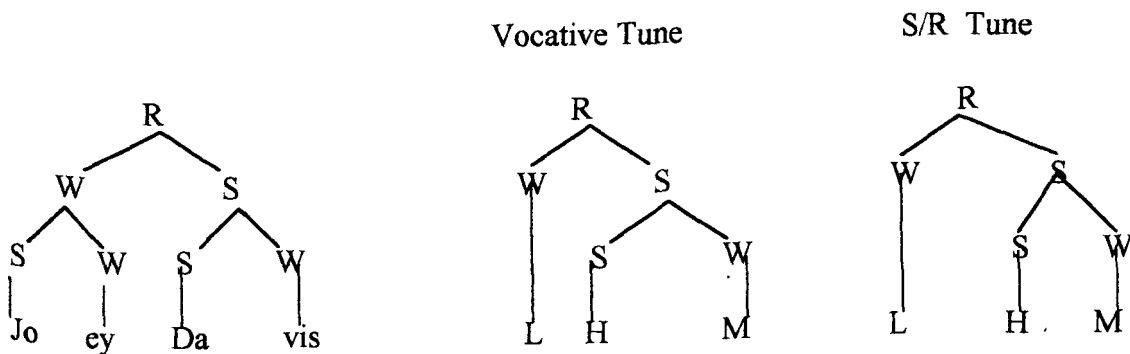 Vocative Tune S/R Tune
R R R
W S W S W S
S W S W S W S W
Jo ey Da vis L H M L H M